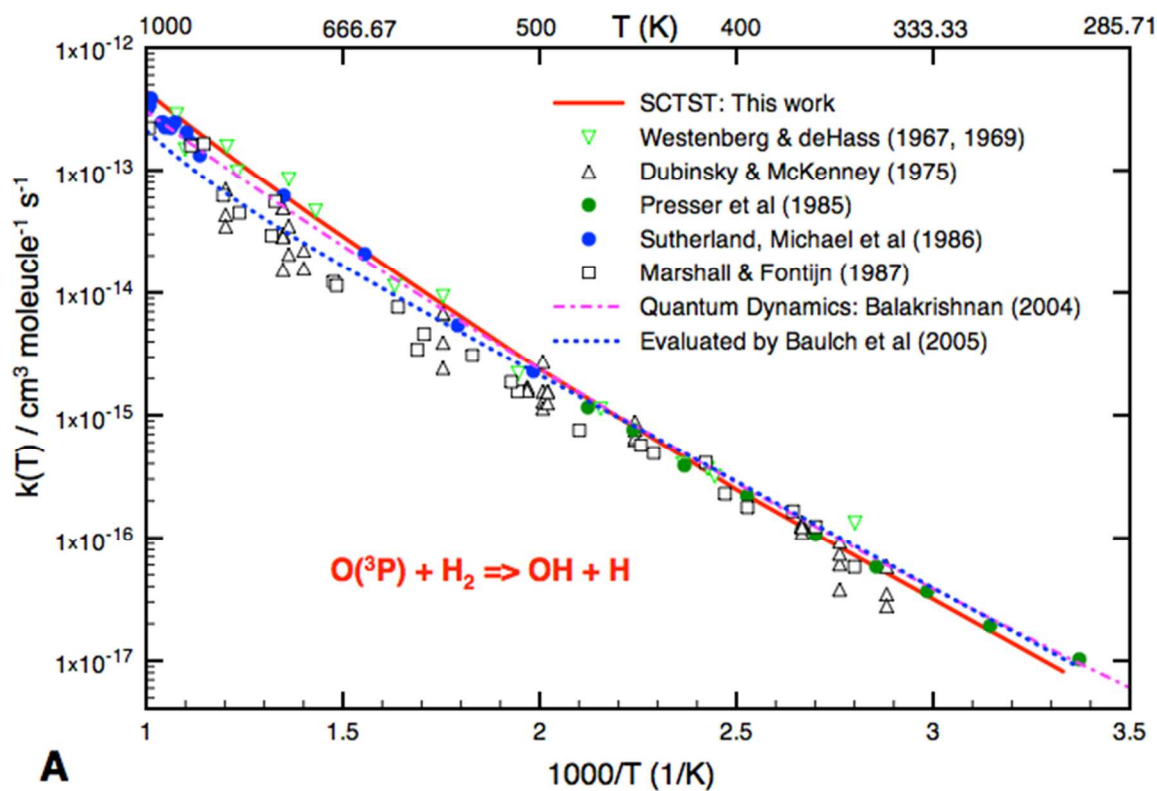 1000 666.67 500 T (K) 400 333.33 285.71
1x10⁻¹²
1x10⁻¹³
1x10⁻¹⁴
1x10⁻¹⁵
1x10⁻¹⁶
1x10⁻¹⁷
k(T) / cm³ moleucle⁻¹ s⁻¹
SCTST: This work
Westenberg & deHass (1967, 1969)
Dubinsky & McKenney (1975)
Presser et al (1985)
Sutherland, Michael et al (1986)
Marshall & Fontijn (1987)
Quantum Dynamics: Balakrishnan (2004)
Evaluated by Baulch et al (2005)
O(³P) + H₂ => OH + H
1 1.5 2 2.5 3 3.5
A
1000/T (1/K)